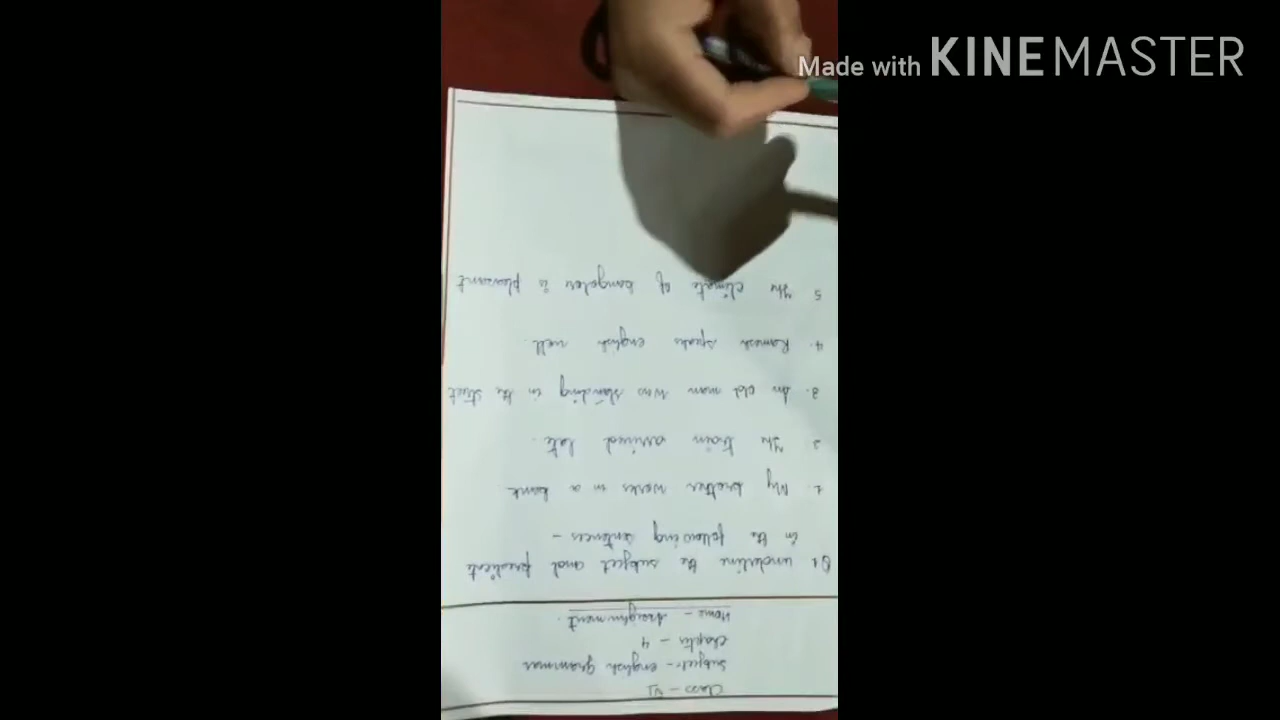 Made with KINEMASTER
Class - VI
Subject - english grammar
Chapter - 4
Home - Assignment.
Q1 underline the subject and predicat
in the following sentences -
1. My brother works in a bank
2 The train arrived late.
3. An old man was standing in the street
4. Ramesh speaks english well.
5 The climate of bangalore is pleasant